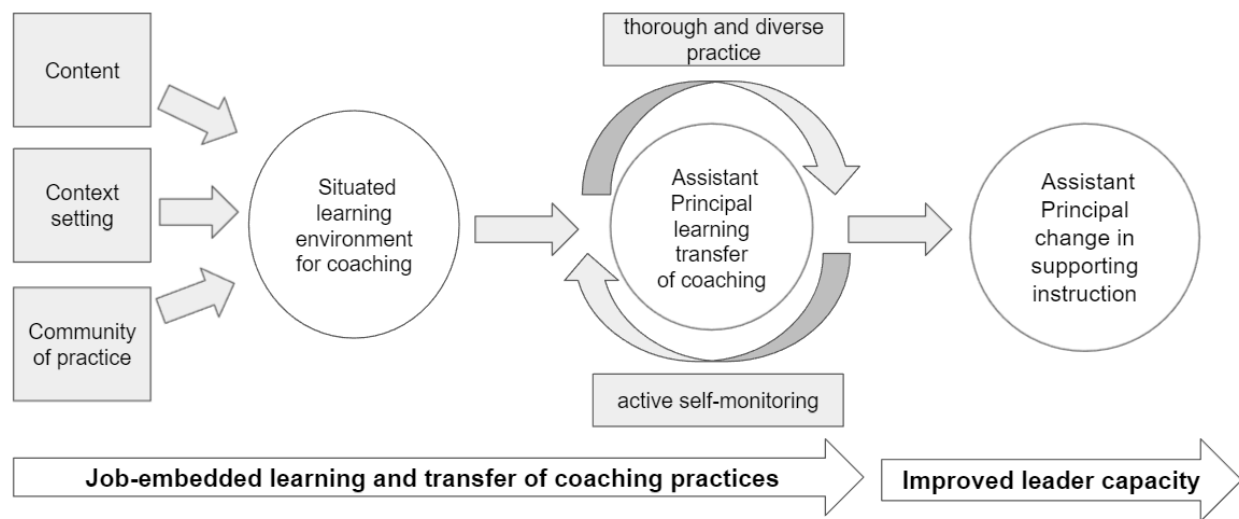 Content
Context
setting
Community
of practice
Situated
learning
environment
for coaching
thorough and diverse
practice
Assistant
Principal
learning
transfer
of coaching
active self-monitoring
Assistant
Principal
change in
supporting
instruction
Job-embedded learning and transfer of coaching practices
Improved leader capacity